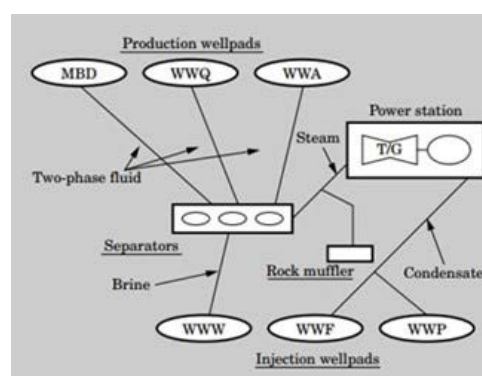 Production wellpads
MBD
WWQ
WWA
Power station
Steam
T/G
Two-phase fluid
Separators
Rock muffler
Condensate
Brine
WWW
WWF
WWP
Injection wellpads